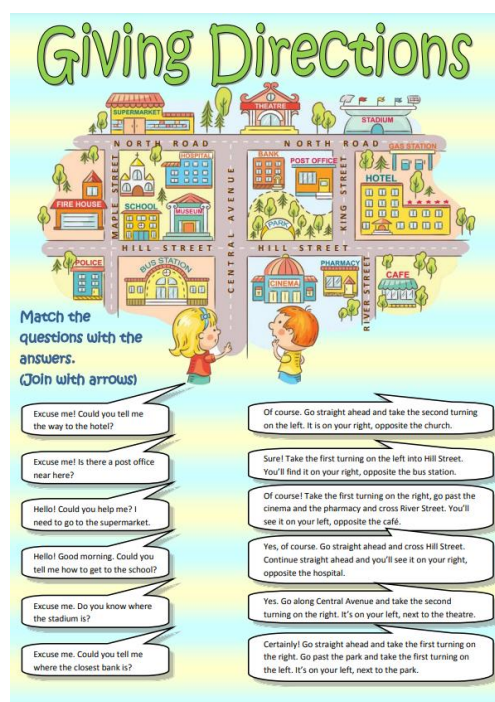 Giving Directions
SUPERMARKET
THEATRE
STADIUM
NORTH ROAD
NORTH ROAD
GAS STATION
MAPLE STREET
HOSPITAL
CENTRAL AVENUE
BANK
POST OFFICE
KING STREET
HOTEL
FIRE HOUSE
SCHOOL
MUSEUM
PARK
HILL STREET
HILL STREET
POLICE
BUS STATION
CINEMA
PHARMACY
RIVER STREET
CAFE
Match the
questions with the
answers.
(Join with arrows)
Excuse me! Could you tell me
the way to the hotel?
Excuse me! Is there a post office
near here?
Hello! Could you help me? I
need to go to the supermarket.
Hello! Good morning. Could you
tell me how to get to the school?
Excuse me. Do you know where
the stadium is?
Excuse me. Could you tell me
where the closest bank is?
Of course. Go straight ahead and take the second turning
on the left. It is on your right, opposite the church.
Sure! Take the first turning on the left into Hill Street.
You'll find it on your right, opposite the bus station.
Of course! Take the first turning on the right, go past the
cinema and the pharmacy and cross River Street. You'll
see it on your left, opposite the café.
Yes, of course. Go straight ahead and cross Hill Street.
Continue straight ahead and you'll see it on your right,
opposite the hospital.
Yes. Go along Central Avenue and take the second
turning on the right. It's on your left, next to the theatre.
Certainly! Go straight ahead and take the first turning on
the right. Go past the park and take the first turning on
the left. It's on your left, next to the park.